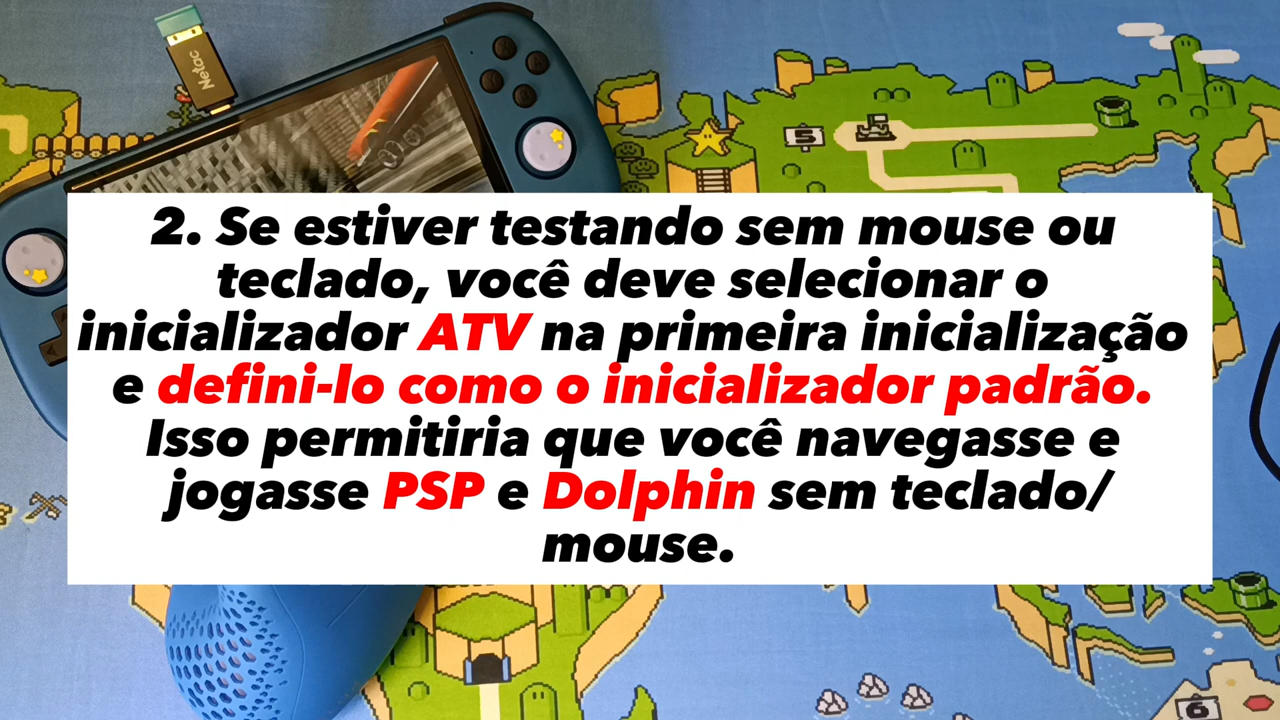 Netac
2. Se estiver testando sem mouse ou
teclado, você deve selecionar o
inicializador ATV na primeira inicialização
e defini-lo como o inicializador padrão.
Isso permitiria que você navegasse e
jogasse PSP e Dolphin sem teclado/
mouse.
5
6